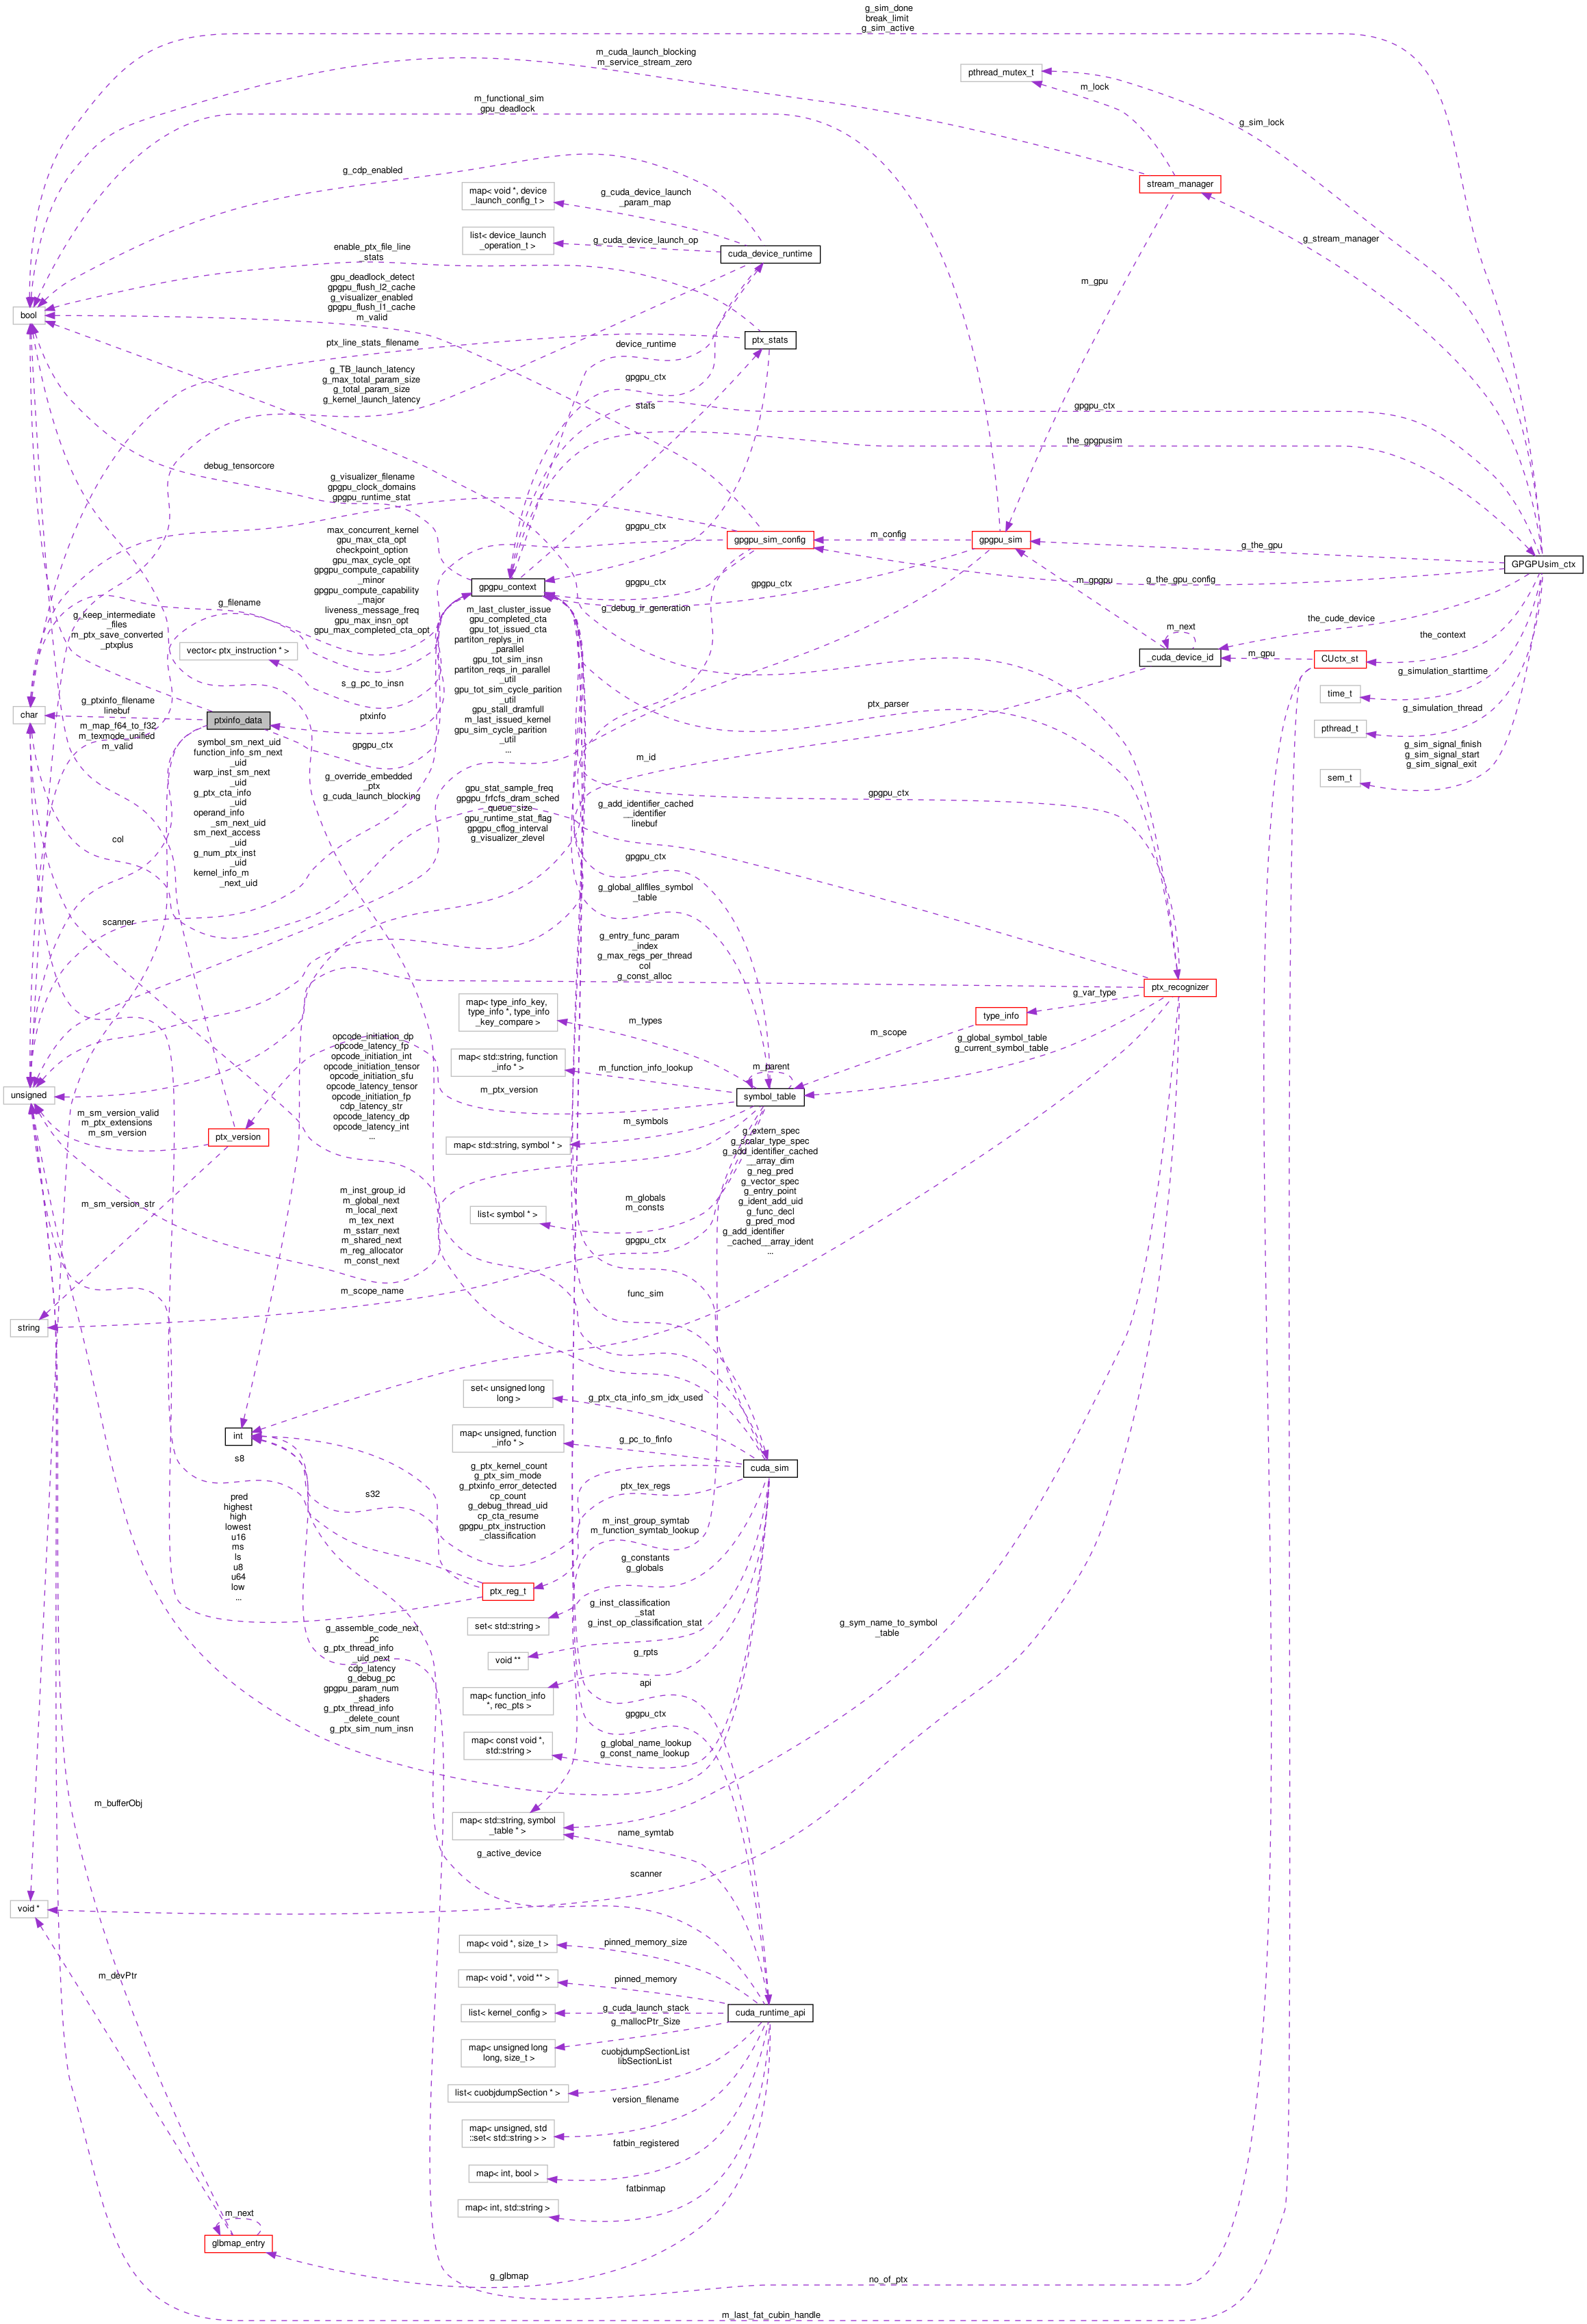 g_sim_done
break_limit
g_sim_active
m_cuda_launch_blocking
m_service_stream_zero
pthread_mutex_t
m_lock
m_functional_sim
gpu_deadlock
g_sim_lock
g_cdp_enabled
stream_manager
map< void *, device
_launch_config_t >
g_cuda_device_launch
_param_map
list< device_launch
_operation_t >
g_cuda_device_launch_op
g_stream_manager
enable_ptx_file_line
_stats
cuda_device_runtime
gpu_deadlock_detect
gpgpu_flush_l2_cache
g_visualizer_enabled
gpgpu_flush_l1_cache
m_valid
m_gpu
bool
ptx_line_stats_filename
device_runtime
ptx_stats
g_TB_launch_latency
g_max_total_param_size
g_total_param_size
g_kernel_launch_latency
gpgpu_ctx
stats
gpgpu_ctx
the_gpgpusim
debug_tensorcore
g_visualizer_filename
gpgpu_clock_domains
gpgpu_runtime_stat
max_concurrent_kernel
gpu_max_cta_opt
checkpoint_option
gpu_max_cycle_opt
gpgpu_compute_capability
_minor
gpgpu_compute_capability
_major
liveness_message_freq
gpu_max_insn_opt
gpu_max_completed_cta_opt
gpgpu_ctx
gpgpu_sim_config
m_config
gpgpu_sim
g_the_gpu
GPGPUsim_ctx
gpgpu_context
gpgpu_ctx
gpgpu_ctx
m_gpgpu
g_the_gpu_config
g_filename
g_debug_ir_generation
g_keep_intermediate
_files
m_ptx_save_converted
_ptxplus
m_last_cluster_issue
gpu_completed_cta
gpu_tot_issued_cta
partiton_replys_in
_parallel
gpu_tot_sim_insn
partiton_reqs_in_parallel
_util
gpu_tot_sim_cycle_parition
_util
gpu_stall_dramfull
m_last_issued_kernel
gpu_sim_cycle_parition
_util
...
the_cude_device
m_next
the_context
vector< ptx_instruction * >
_cuda_device_id
m_gpu
CUctx_st
g_simulation_starttime
s_g_pc_to_insn
time_t
g_ptxinfo_filename
linebuf
char
ptxinfo_data
ptxinfo
ptx_parser
g_simulation_thread
pthread_t
m_map_f64_to_f32
m_texmode_unified
m_valid
gpgpu_ctx
g_sim_signal_finish
g_sim_signal_start
g_sim_signal_exit
symbol_sm_next_uid
function_info_sm_next
_uid
warp_inst_sm_next
_uid
g_ptx_cta_info
_uid
operand_info
_sm_next_uid
sm_next_access
_uid
g_num_ptx_inst
_uid
kernel_info_m
_next_uid
m_id
sem_t
g_override_embedded
_ptx
g_cuda_launch_blocking
gpu_stat_sample_freq
gpgpu_frfcfs_dram_sched
_queue_size
gpu_runtime_stat_flag
gpgpu_cflog_interval
g_visualizer_zlevel
gpgpu_ctx
g_add_identifier_cached
__identifier
linebuf
col
gpgpu_ctx
g_global_allfiles_symbol
_table
scanner
g_entry_func_param
_index
g_max_regs_per_thread
col
g_const_alloc
ptx_recognizer
map< type_info_key,
type_info *, type_info
_key_compare >
g_var_type
type_info
m_types
m_scope
opcode_initiation_dp
opcode_latency_fp
opcode_initiation_int
opcode_initiation_tensor
opcode_initiation_sfu
opcode_latency_tensor
opcode_initiation_fp
cdp_latency_str
opcode_latency_dp
opcode_latency_int
...
g_global_symbol_table
g_current_symbol_table
map< std::string, function
_info * >
m_function_info_lookup
m_parent
unsigned
m_ptx_version
symbol_table
m_sm_version_valid
m_ptx_extensions
m_sm_version
ptx_version
m_symbols
map< std::string, symbol * >
g_extern_spec
g_scalar_type_spec
g_add_identifier_cached
__array_dim
g_neg_pred
g_vector_spec
g_entry_point
g_ident_add_uid
g_func_decl
g_pred_mod
g_add_identifier
_cached__array_ident
...
m_sm_version_str
m_inst_group_id
m_global_next
m_local_next
m_tex_next
m_sstarr_next
m_shared_next
m_reg_allocator
m_const_next
list< symbol * >
m_globals
m_consts
gpgpu_ctx
m_scope_name
func_sim
string
set< unsigned long
long >
g_ptx_cta_info_sm_idx_used
int
map< unsigned, function
_info * >
g_pc_to_finfo
s8
cuda_sim
g_ptx_kernel_count
g_ptx_sim_mode
g_ptxinfo_error_detected
cp_count
g_debug_thread_uid
cp_cta_resume
gpgpu_ptx_instruction
_classification
s32
ptx_tex_regs
pred
highest
high
lowest
u16
ms
ls
u8
u64
low
...
m_inst_group_symtab
m_function_symtab_lookup
g_constants
g_globals
ptx_reg_t
g_inst_classification
_stat
g_inst_op_classification_stat
set< std::string >
g_sym_name_to_symbol
_table
g_assemble_code_next
_pc
g_ptx_thread_info
_uid_next
cdp_latency
g_debug_pc
gpgpu_param_num
_shaders
g_ptx_thread_info
_delete_count
g_ptx_sim_num_insn
void **
g_rpts
api
map< function_info
*, rec_pts >
gpgpu_ctx
map< const void *,
std::string >
g_global_name_lookup
g_const_name_lookup
m_bufferObj
map< std::string, symbol
_table * >
name_symtab
g_active_device
scanner
void *
map< void *, size_t >
pinned_memory_size
m_devPtr
map< void *, void ** >
pinned_memory
list< kernel_config >
g_cuda_launch_stack
cuda_runtime_api
g_mallocPtr_Size
map< unsigned long
long, size_t >
cuobjdumpSectionList
libSectionList
list< cuobjdumpSection * >
version_filename
map< unsigned, std
::set< std::string > >
fatbin_registered
map< int, bool >
fatbinmap
map< int, std::string >
m_next
glbmap_entry
g_glbmap
no_of_ptx
m_last_fat_cubin_handle